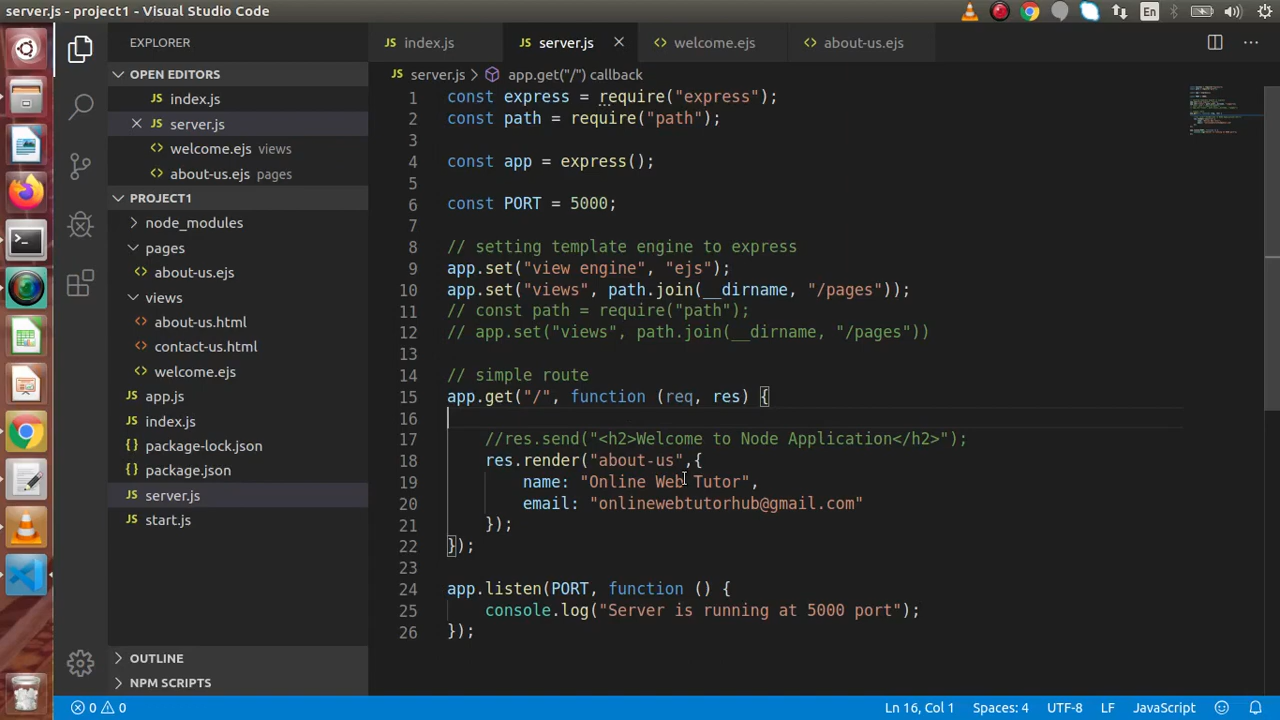 server.js - project1 - Visual Studio Code
En
EXPLORER
OPEN EDITORS
index.js
server.js
welcome.ejs views
about-us.ejs pages
PROJECT1
node_modules
pages
about-us.ejs
views
about-us.html
contact-us.html
welcome.ejs
app.js
index.js
package-lock.json
package.json
server.js
start.js
OUTLINE
NPM SCRIPTS
index.js server.js welcome.ejs about-us.ejs
server.js > app.get("/") callback
1 const express = require("express");
2 const path = require("path");
3
4 const app = express();
5
6 const PORT = 5000;
7
8 // setting template engine to express
9 app.set("view engine", "ejs");
10 app.set("views", path.join(__dirname, "/pages"));
11 // const path = require("path");
12 // app.set("views", path.join(__dirname, "/pages"))
13
14 // simple route
15 app.get("/", function (req, res) {
16
17 //res.send("<h2>Welcome to Node Application</h2>");
18 res.render("about-us",{
19 name: "Online Web Tutor",
20 email: "onlinewebtutorhub@gmail.com"
21 });
22 });
23
24 app.listen(PORT, function () {
25 console.log("Server is running at 5000 port");
26 });
0 0 Ln 16, Col 1 Spaces: 4 UTF-8 LF JavaScript